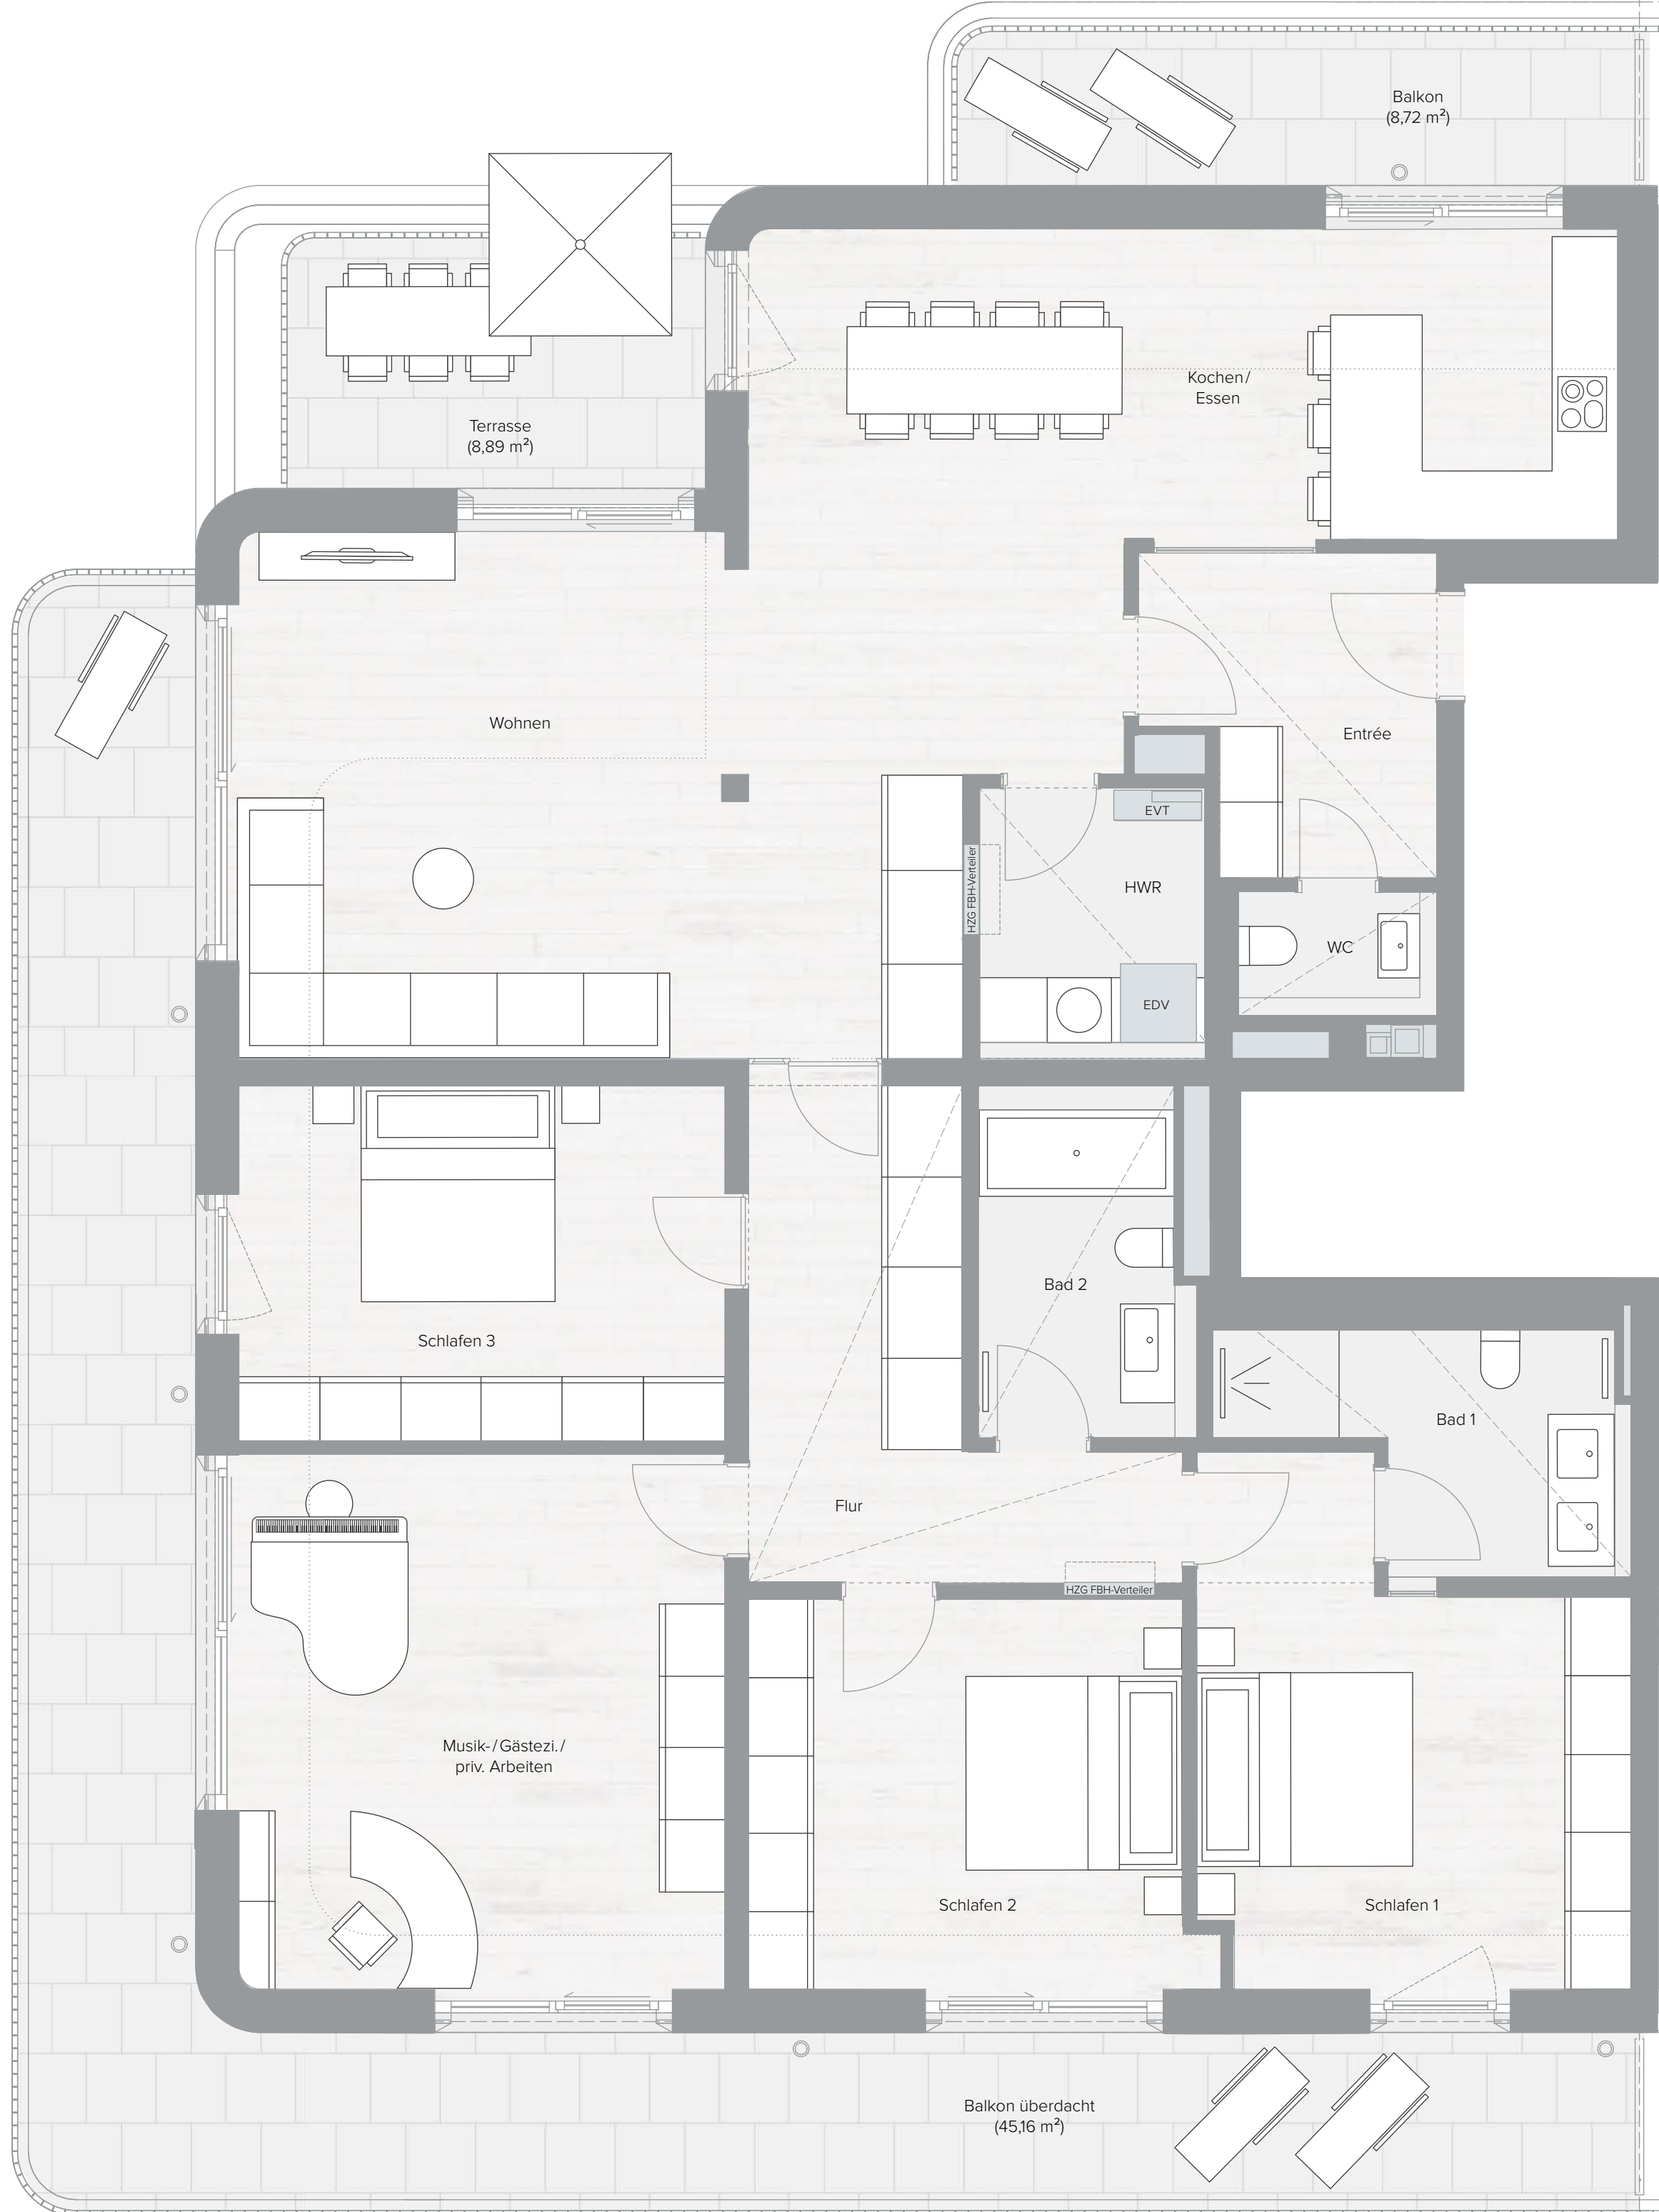 Balkon
(8,72 m²)
Terrasse
(8,89 m²)
Kochen/
Essen
Wohnen
Entrée
EVT
HZG FBH-Verteiler
HWR
WC
EDV
Bad 2
Schlafen 3
Bad 1
Flur
HZG FBH-Verteiler
Musik-/Gästezi./
priv. Arbeiten
Schlafen 2
Schlafen 1
Balkon überdacht
(45,16 m²)